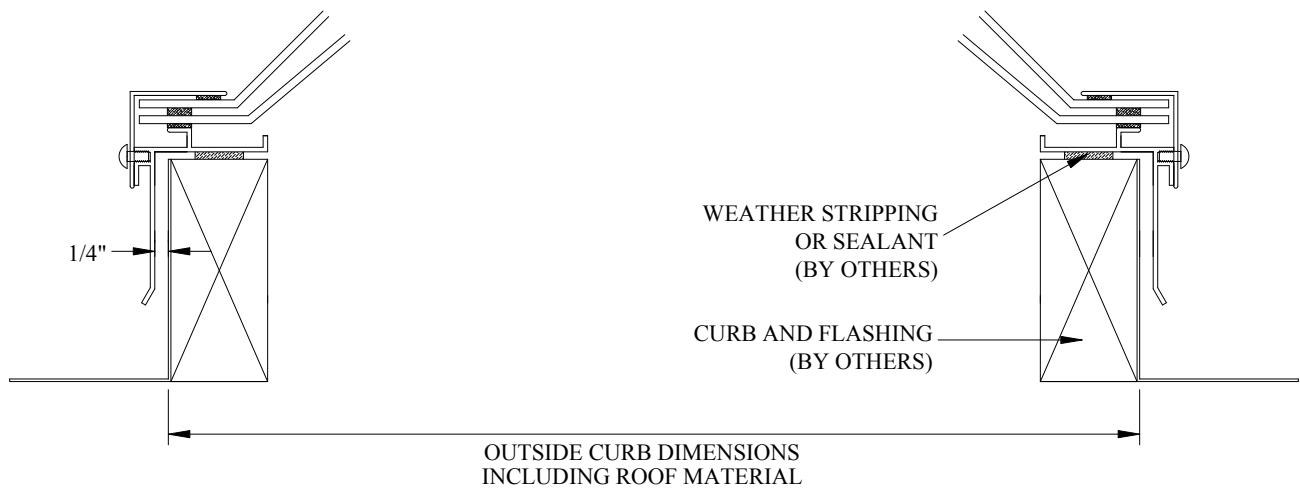 WEATHER STRIPPING
OR SEALANT
(BY OTHERS)
1/4"
CURB AND FLASHING
(BY OTHERS)
OUTSIDE CURB DIMENSIONS
INCLUDING ROOF MATERIAL